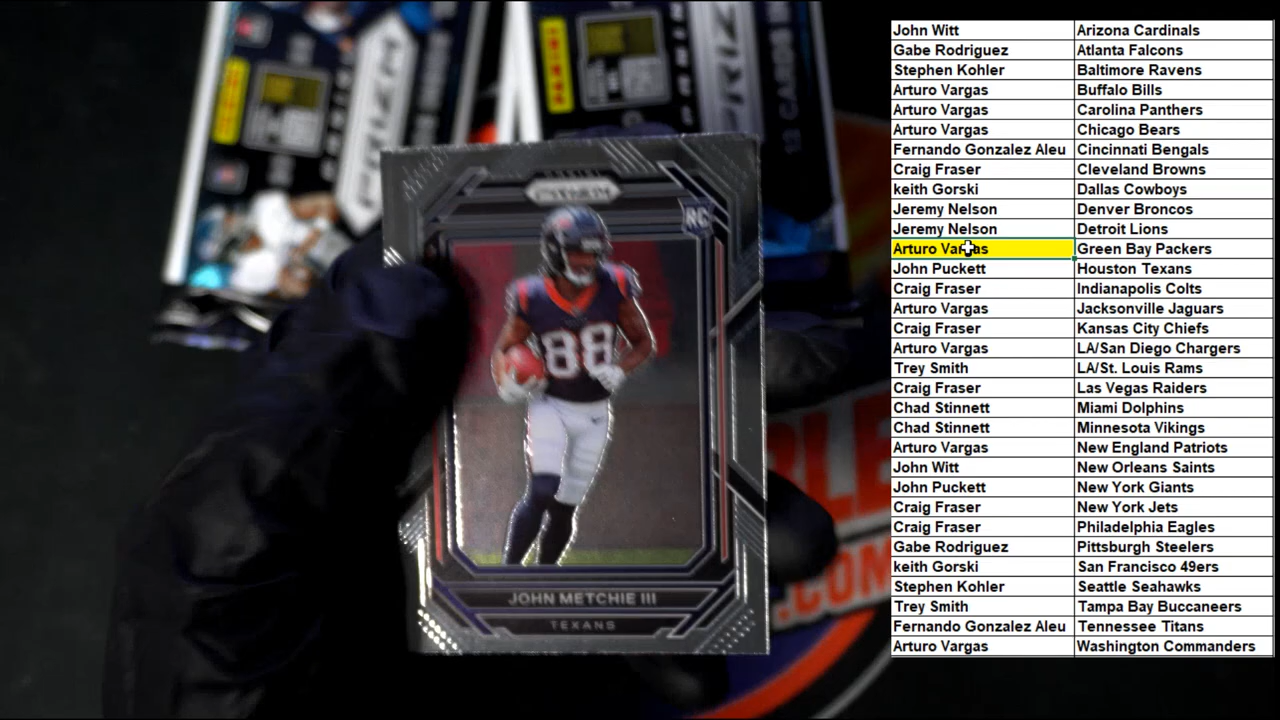 PRIZM
RC
88
JOHN METCHIE III
TEXANS
PRIZM
.COM
John Witt Arizona Cardinals
Gabe Rodriguez Atlanta Falcons
Stephen Kohler Baltimore Ravens
Arturo Vargas Buffalo Bills
Arturo Vargas Carolina Panthers
Arturo Vargas Chicago Bears
Fernando Gonzalez Aleu Cincinnati Bengals
Craig Fraser Cleveland Browns
keith Gorski Dallas Cowboys
Jeremy Nelson Denver Broncos
Jeremy Nelson Detroit Lions
Arturo Vargas Green Bay Packers
John Puckett Houston Texans
Craig Fraser Indianapolis Colts
Arturo Vargas Jacksonville Jaguars
Craig Fraser Kansas City Chiefs
Arturo Vargas LA/San Diego Chargers
Trey Smith LA/St. Louis Rams
Craig Fraser Las Vegas Raiders
Chad Stinnett Miami Dolphins
Chad Stinnett Minnesota Vikings
Arturo Vargas New England Patriots
John Witt New Orleans Saints
John Puckett New York Giants
Craig Fraser New York Jets
Craig Fraser Philadelphia Eagles
Gabe Rodriguez Pittsburgh Steelers
keith Gorski San Francisco 49ers
Stephen Kohler Seattle Seahawks
Trey Smith Tampa Bay Buccaneers
Fernando Gonzalez Aleu Tennessee Titans
Arturo Vargas Washington Commanders